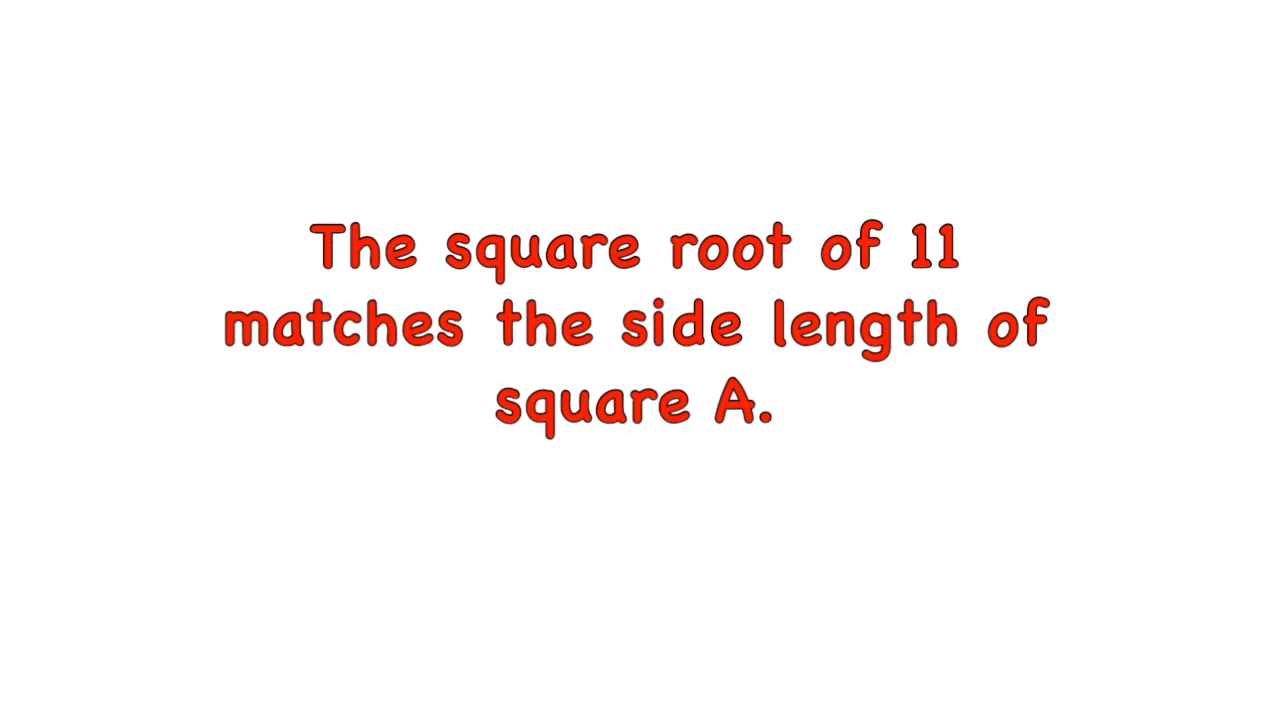 The square root of 11
matches the side length of
square A.